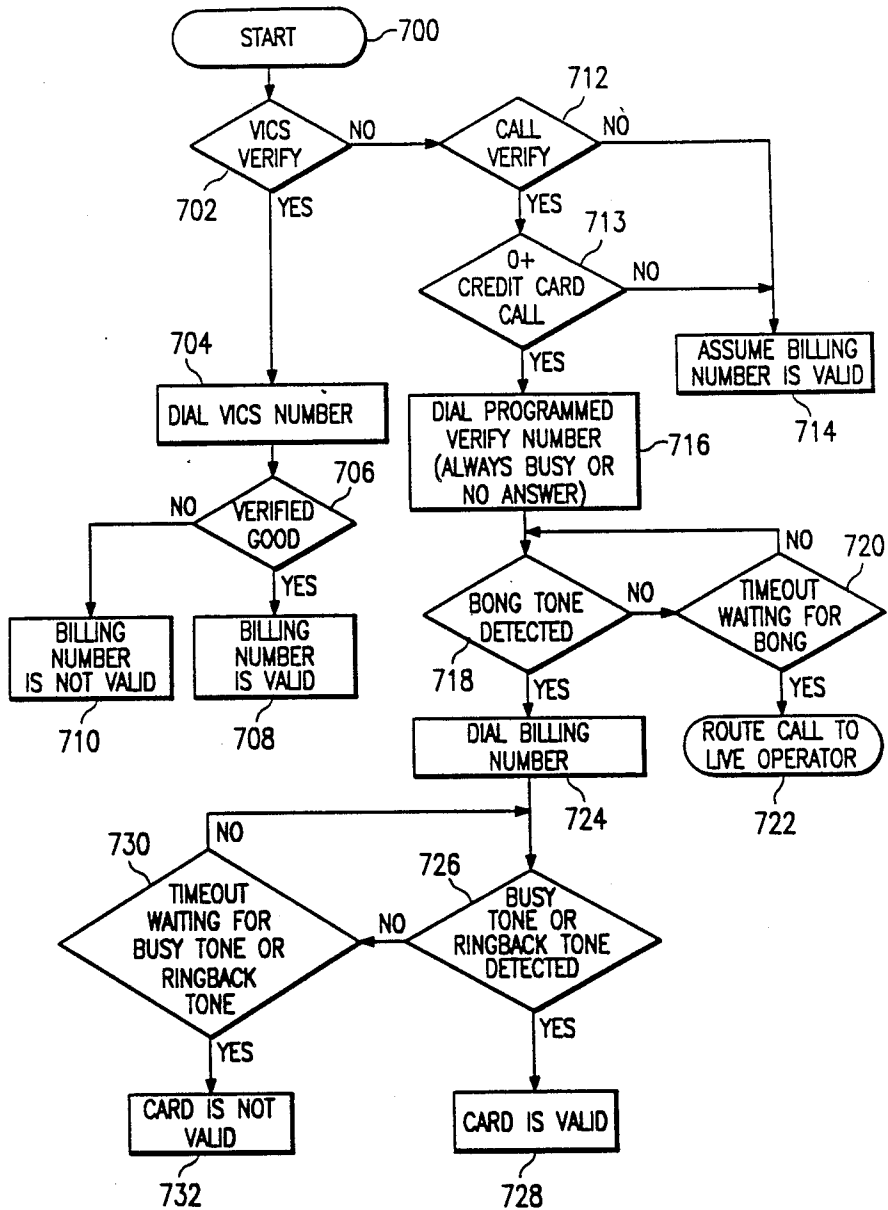 START
700
712
VICS
VERIFY
NO
CALL
VERIFY
NO
702
YES
YES
713
0+
CREDIT CARD
CALL
NO
704
YES
ASSUME BILLING
NUMBER IS VALID
DIAL VICS NUMBER
DIAL PROGRAMMED
VERIFY NUMBER
(ALWAYS BUSY OR
NO ANSWER)
716
714
706
NO
VERIFIED
GOOD
YES
NO
720
BONG TONE
DETECTED
NO
TIMEOUT
WAITING FOR
BONG
BILLING
NUMBER
IS NOT VALID
BILLING
NUMBER
IS VALID
718
YES
YES
710
708
DIAL BILLING
NUMBER
ROUTE CALL TO
LIVE OPERATOR
724
722
730
NO
726
TIMEOUT
WAITING FOR
BUSY TONE OR
RINGBACK
TONE
NO
BUSY
TONE OR
RINGBACK TONE
DETECTED
YES
YES
CARD IS NOT
VALID
CARD IS VALID
732
728